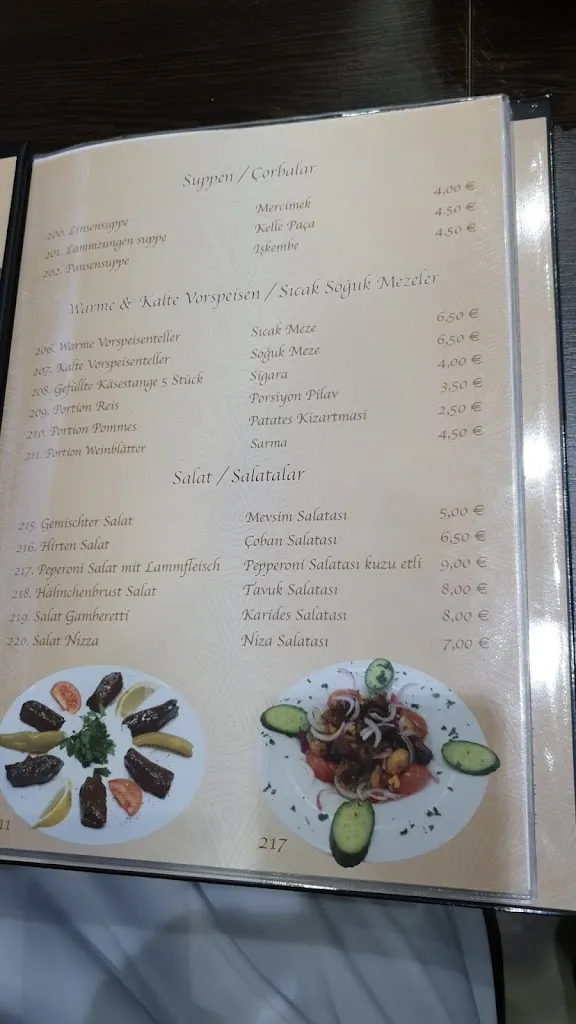 Suppen / Çorbalar
200. Linsensuppe Mercimek 4,00 €
201. Lammzungen suppe Kelle Paça 4,50 €
202. Pansensuppe Işkembe 4,50 €
Warme & Kalte Vorspeisen / Sıcak Soğuk Mezeler
206. Warme Vorspeisenteller Sıcak Meze 6,50 €
207. Kalte Vorspeisenteller Soğuk Meze 6,50 €
208. Gefüllte Käsestange 5 Stück Sigara 4,00 €
209. Portion Reis Porsiyon Pilav 3,50 €
210. Portion Pommes Patates Kizartmasi 2,50 €
211. Portion Weinblätter Sarma 4,50 €
Salat / Salatalar
215. Gemischter Salat Mevsim Salatası 5,00 €
216. Hirten Salat Çoban Salatası 6,50 €
217. Peperoni Salat mit Lammfleisch Pepperoni Salatası kuzu etli 9,00 €
218. Hähnchenbrust Salat Tavuk Salatası 8,00 €
219. Salat Gamberetti Karides Salatası 8,00 €
220. Salat Nizza Niza Salatası 7,00 €
11
217